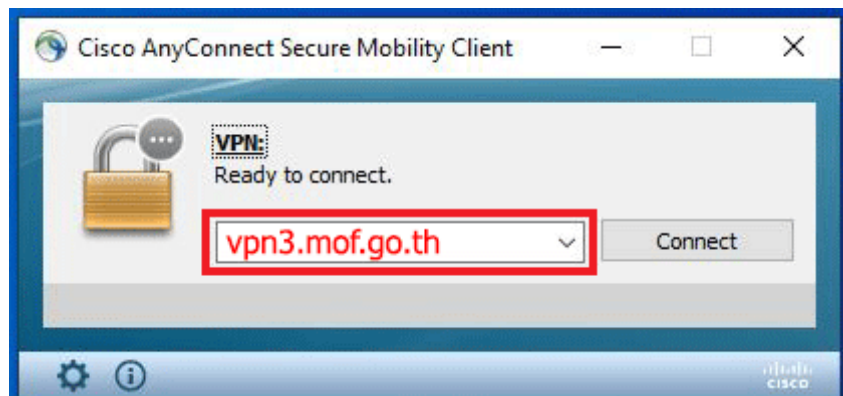 Cisco AnyConnect Secure Mobility Client
VPN:
Ready to connect.
vpn3.mof.go.th
Connect
cisco